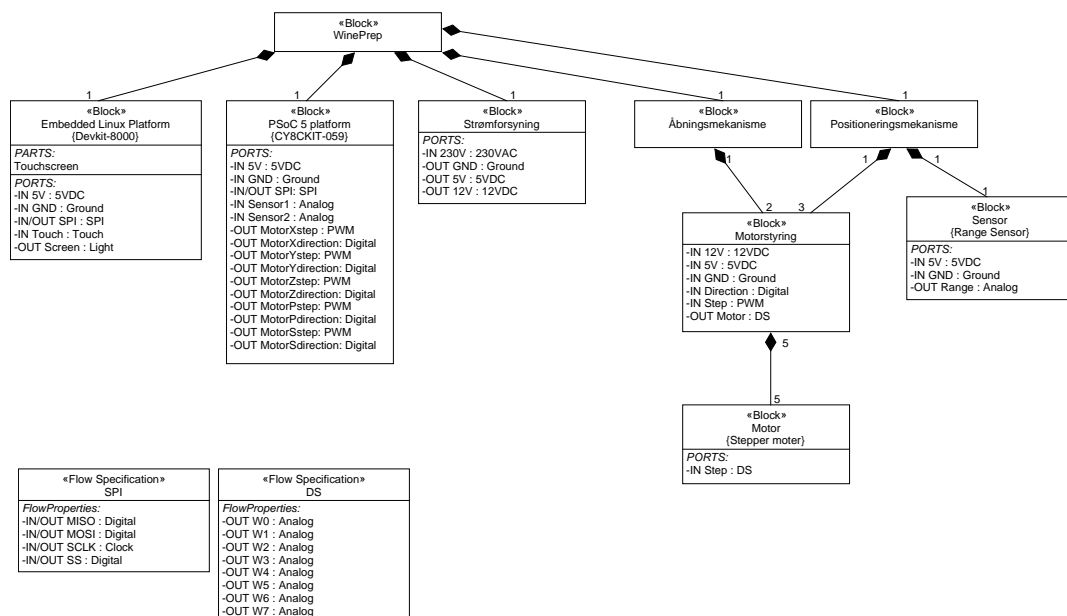 «Block»
WinePrep
1
1
1
1
1
«Block»
Embedded Linux Platform
{Devkit-8000}
PARTS:
Touchscreen
PORTS:
-IN 5V : 5VDC
-IN GND : Ground
-IN/OUT SPI : SPI
-IN Touch : Touch
-OUT Screen : Light
«Block»
PSoC 5 platform
{CY8CKIT-059}
PORTS:
-IN 5V : 5VDC
-IN GND : Ground
-IN/OUT SPI: SPI
-IN Sensor1 : Analog
-IN Sensor2 : Analog
-OUT MotorXstep : PWM
-OUT MotorXdirection: Digital
-OUT MotorYstep: PWM
-OUT MotorYdirection: Digital
-OUT MotorZstep: PWM
-OUT MotorZdirection: Digital
-OUT MotorPstep: PWM
-OUT MotorPdirection: Digital
-OUT MotorSstep: PWM
-OUT MotorSdirection: Digital
«Block»
Strømforsyning
PORTS:
-IN 230V : 230VAC
-OUT GND : Ground
-OUT 5V : 5VDC
-OUT 12V : 12VDC
«Block»
Åbningsmekanisme
«Block»
Positioneringsmekanisme
1
1
1
2
3
1
«Block»
Motorstyring
-IN 12V : 12VDC
-IN 5V : 5VDC
-IN GND : Ground
-IN Direction : Digital
-IN Step : PWM
-OUT Motor : DS
«Block»
Sensor
{Range Sensor}
PORTS:
-IN 5V : 5VDC
-IN GND : Ground
-OUT Range : Analog
5
5
«Block»
Motor
{Stepper moter}
PORTS:
-IN Step : DS
«Flow Specification»
SPI
FlowProperties:
-IN/OUT MISO : Digital
-IN/OUT MOSI : Digital
-IN/OUT SCLK : Clock
-IN/OUT SS : Digital
«Flow Specification»
DS
FlowProperties:
-OUT W0 : Analog
-OUT W1 : Analog
-OUT W2 : Analog
-OUT W3 : Analog
-OUT W4 : Analog
-OUT W5 : Analog
-OUT W6 : Analog
-OUT W7 : Analog